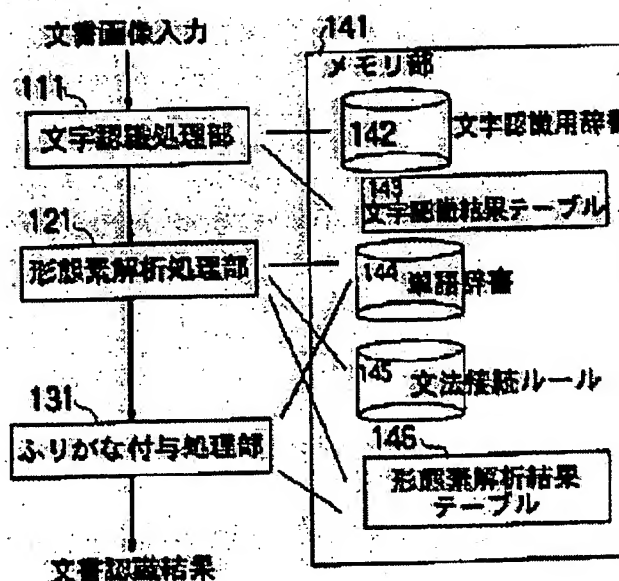 文書画像入力
111
文字認識処理部
121
形態素解析処理部
131
ふりがな付与処理部
文書認識結果
141
メモリ部
142
文字認識用辞書
143
文字認識結果テーブル
144
単語辞書
145
文法接続ルール
146
形態素解析結果
テーブル